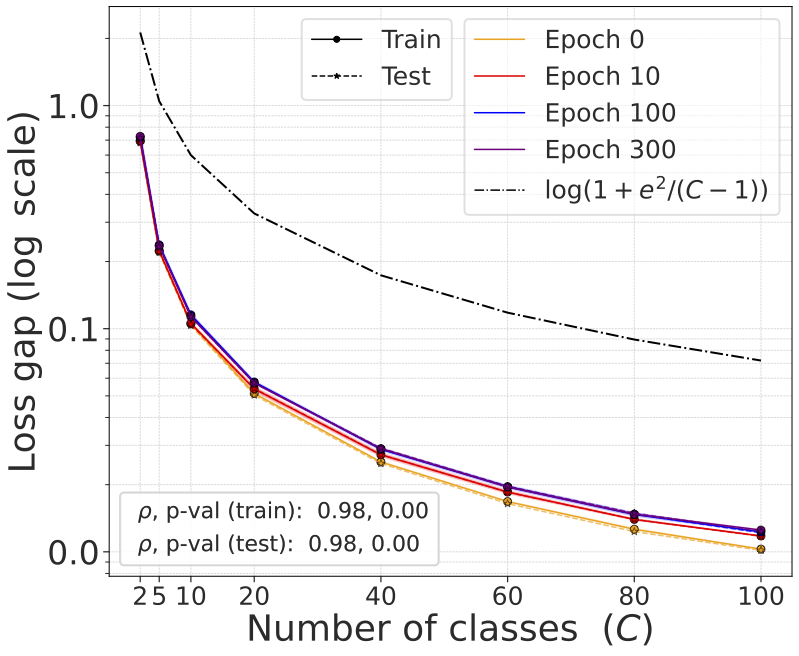 Train
Test
Epoch 0
Epoch 10
Epoch 100
Epoch 300
log(1 + e²/(C − 1))
Loss gap (log scale)
1.0
0.1
0.0
ρ, p-val (train): 0.98, 0.00
ρ, p-val (test): 0.98, 0.00
2 5 10 20 40 60 80 100
Number of classes (C)